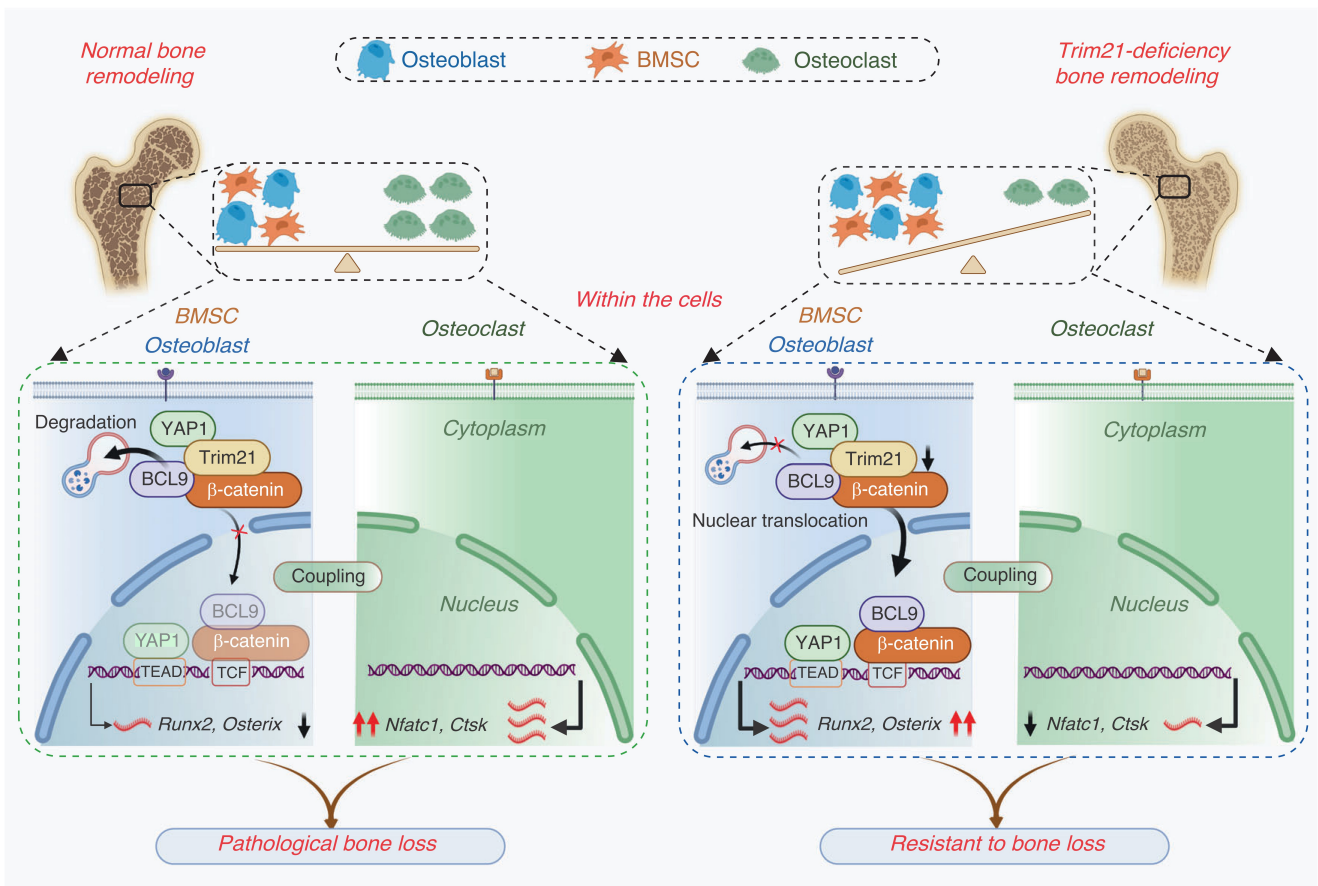 Normal bone
remodeling
Osteoblast
BMSC
Osteoclast
Trim21-deficiency
bone remodeling
Within the cells
BMSC
Osteoblast
Osteoclast
BMSC
Osteoblast
Osteoclast
Degradation
YAP1
Trim21
BCL9
β-catenin
Cytoplasm
Coupling
Nucleus
BCL9
YAP1
β-catenin
TEAD
TCF
Runx2, Osterix
Nfatc1, Ctsk
YAP1
Trim21
BCL9
β-catenin
Nuclear translocation
Cytoplasm
Coupling
Nucleus
BCL9
YAP1
β-catenin
TEAD
TCF
Runx2, Osterix
Nfatc1, Ctsk
Pathological bone loss
Resistant to bone loss